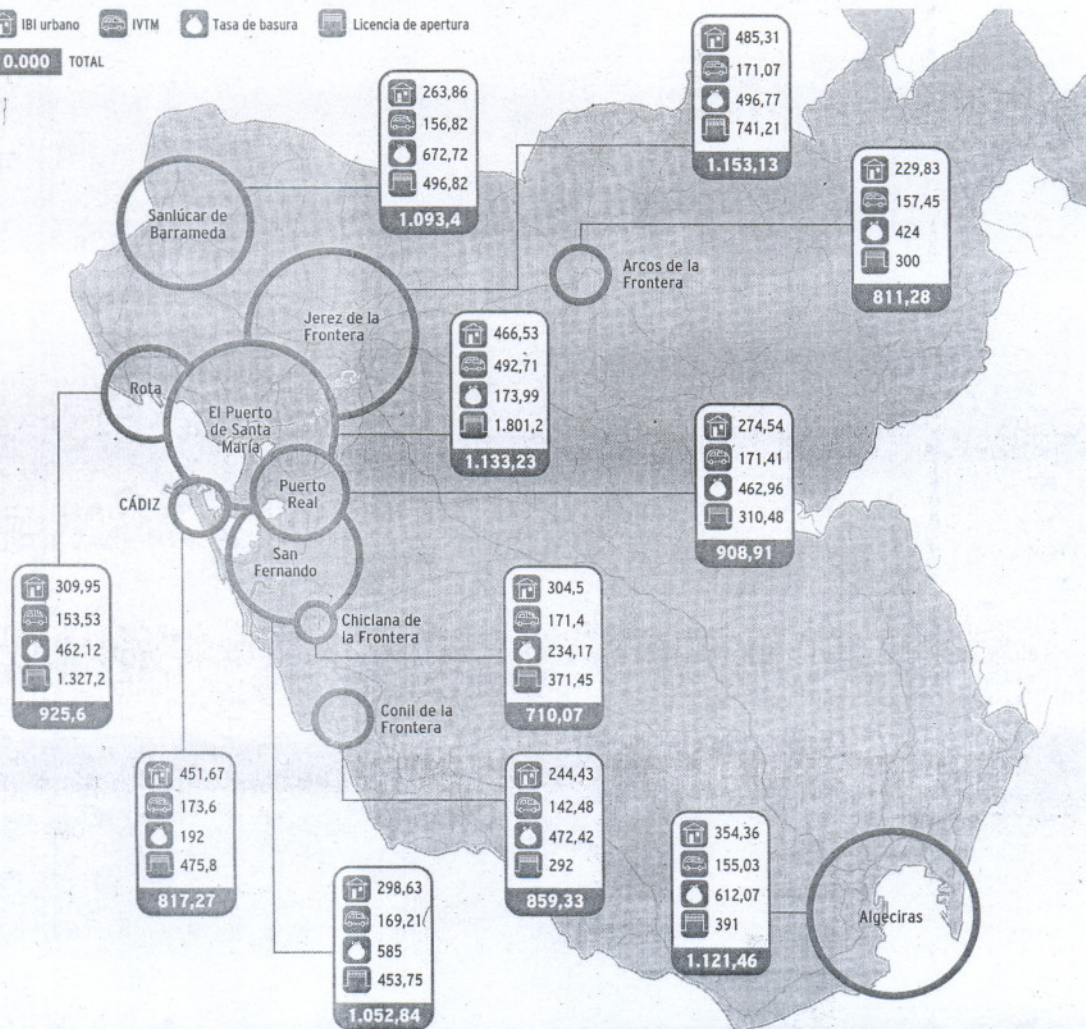 IBI urbano IVTM Tasa de basura Licencia de apertura
0.000 TOTAL
485,31
171,07
496,77
741,21
1.153,13
263,86
156,82
672,72
496,82
1.093,4
229,83
157,45
424
300
811,28
Sanlúcar de
Barrameda
Arcos de la
Frontera
Jerez de la
Frontera
466,53
492,71
173,99
1.801,2
1.133,23
Rota
El Puerto
de Santa
María
274,54
171,41
462,96
310,48
908,91
Puerto
Real
CÁDIZ
San
Fernando
309,95
153,53
462,12
1.327,2
925,6
304,5
171,4
234,17
371,45
710,07
Chiclana de
la Frontera
Conil de la
Frontera
451,67
173,6
192
475,8
817,27
244,43
142,48
472,42
292
859,33
354,36
155,03
612,07
391
1.121,46
Algeciras
298,63
169,21
585
453,75
1.052,84